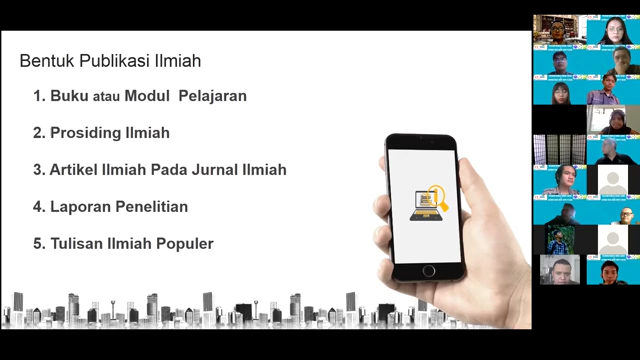 Bentuk Publikasi Ilmiah
1. Buku atau Modul Pelajaran
2. Prosiding Ilmiah
3. Artikel Ilmiah Pada Jurnal Ilmiah
4. Laporan Penelitian
5. Tulisan Ilmiah Populer